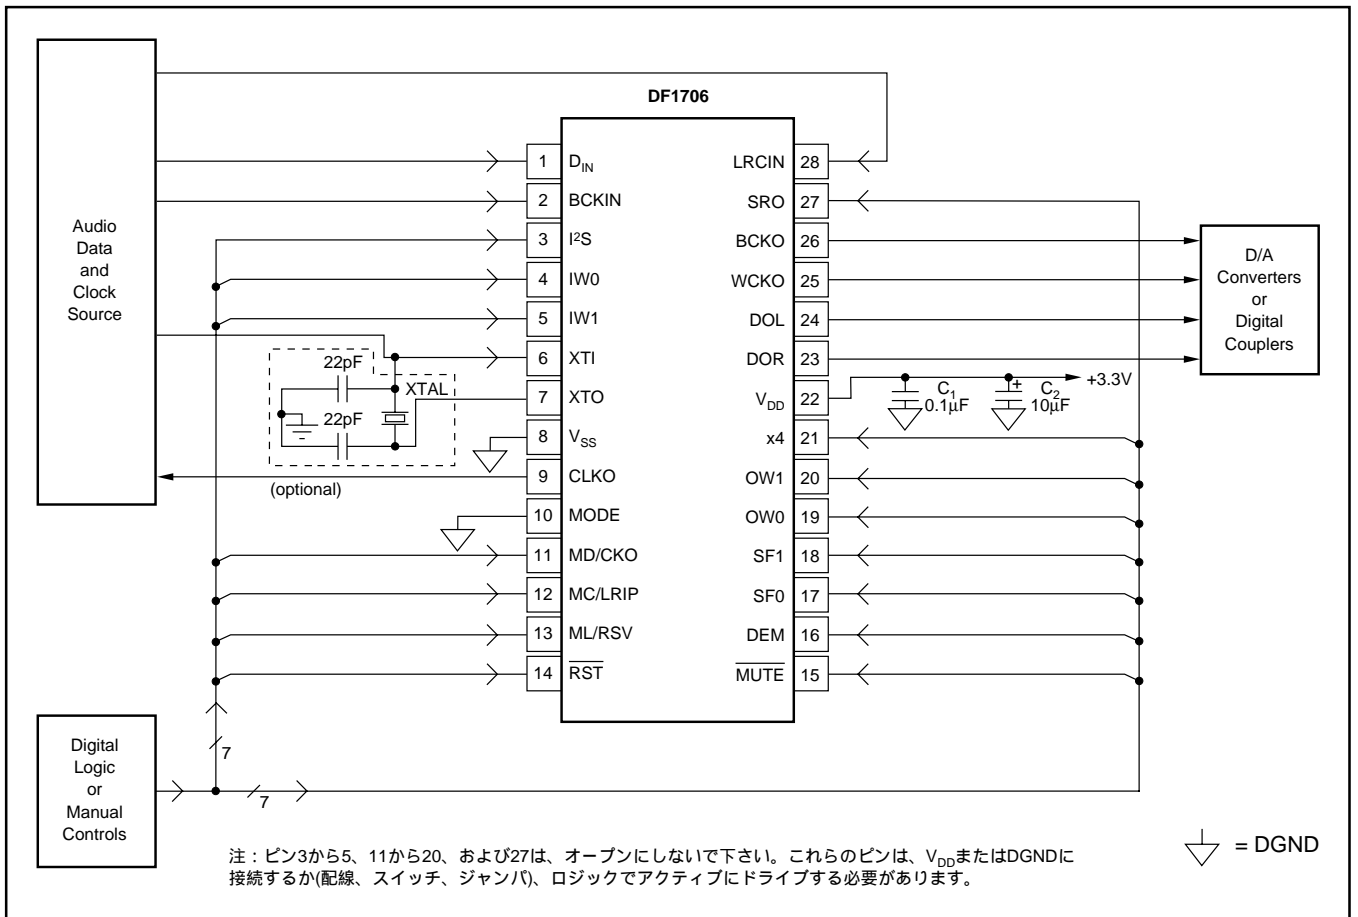 DF1706
Audio
Data
and
Clock
Source
1 D_IN
2 BCKIN
3 I²S
4 IW0
5 IW1
6 XTI
7 XTO
8 V_SS
9 CLKO
10 MODE
11 MD/CKO
12 MC/LRIP
13 ML/RSV
14 R̅S̅T̅
LRCIN 28
SRO 27
BCKO 26
WCKO 25
DOL 24
DOR 23
V_DD 22
x4 21
OW1 20
OW0 19
SF1 18
SF0 17
DEM 16
M̅U̅T̅E̅ 15
22pF
XTAL
22pF
(optional)
D/A
Converters
or
Digital
Couplers
+3.3V
C₁
0.1µF
+
C₂
10µF
Digital
Logic
or
Manual
Controls
7
7
= DGND
注：ピン3から5、11から20、および27は、オープンにしないで下さい。これらのピンは、V_DDまたはDGNDに
接続するか(配線、スイッチ、ジャンパ)、ロジックでアクティブにドライブする必要があります。